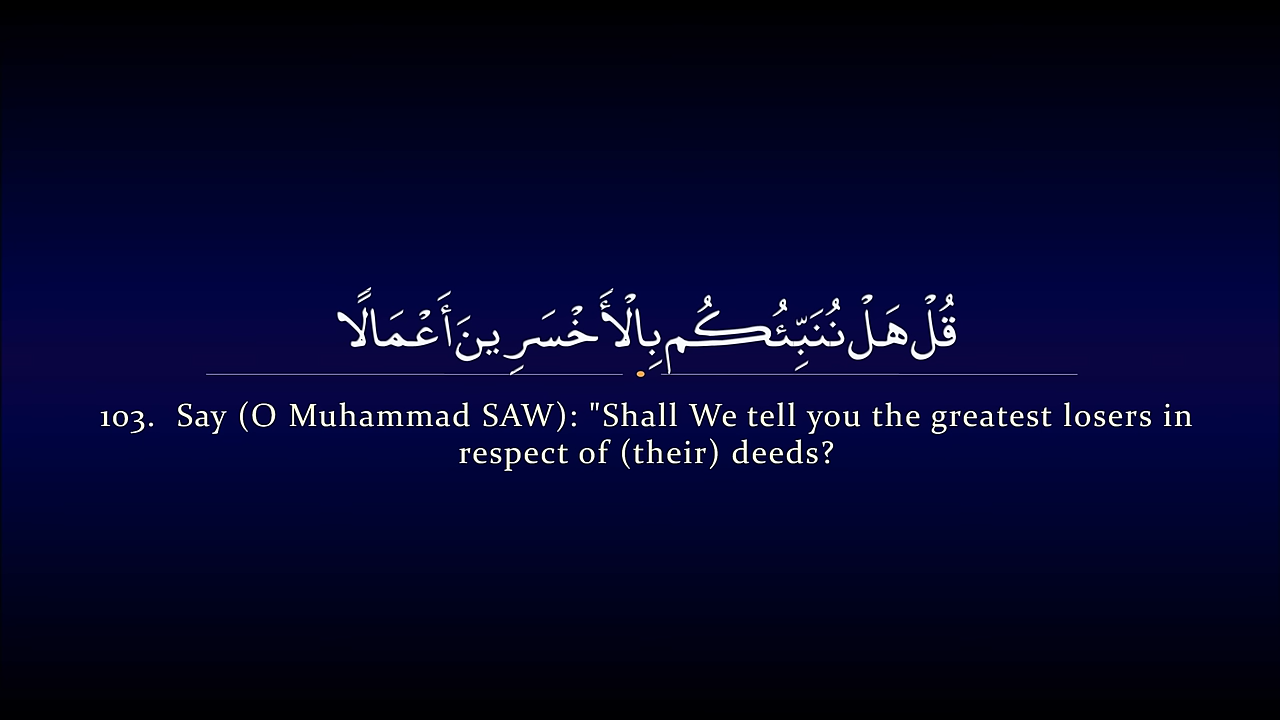 قُلْ هَلْ نُنَبِّئُكُم بِالْأَخْسَرِينَ أَعْمَالًا
103. Say (O Muhammad SAW): "Shall We tell you the greatest losers in
respect of (their) deeds?